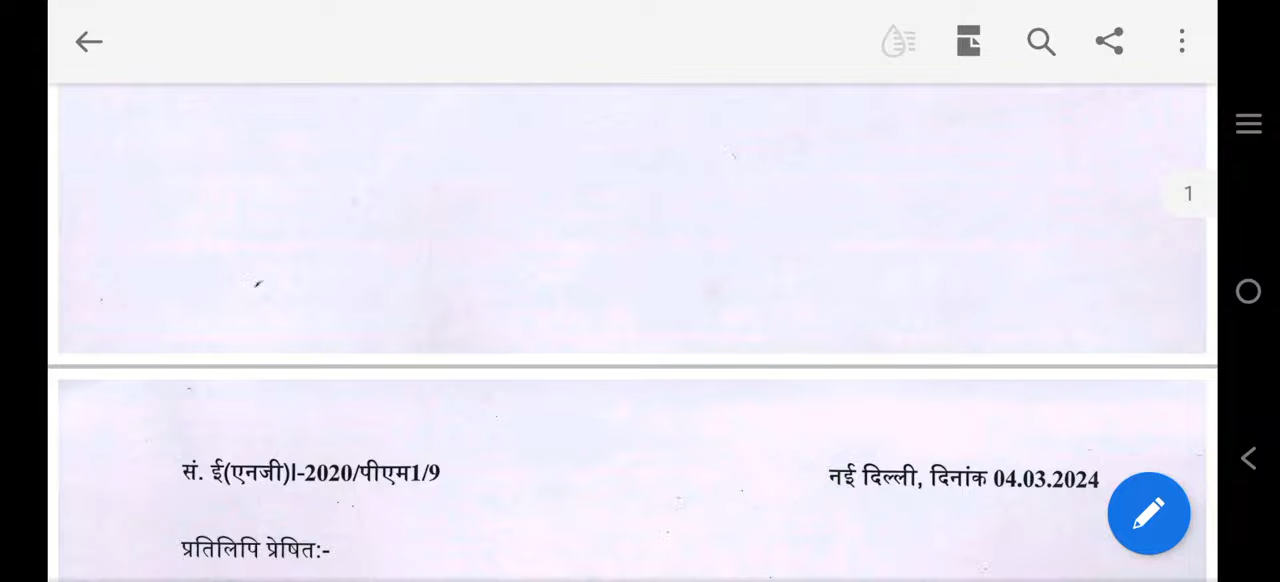 1
सं. ई(एनजी)।-2020/पीएम1/9
नई दिल्ली, दिनांक 04.03.2024
प्रतिलिपि प्रेषित:-